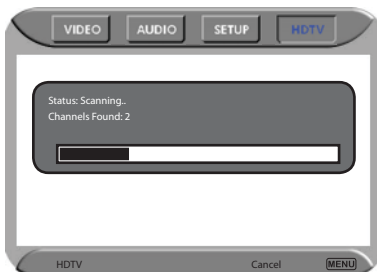 VIDEO AUDIO SETUP HDTV
Status: Scanning..
Channels Found: 2
HDTV Cancel MENU